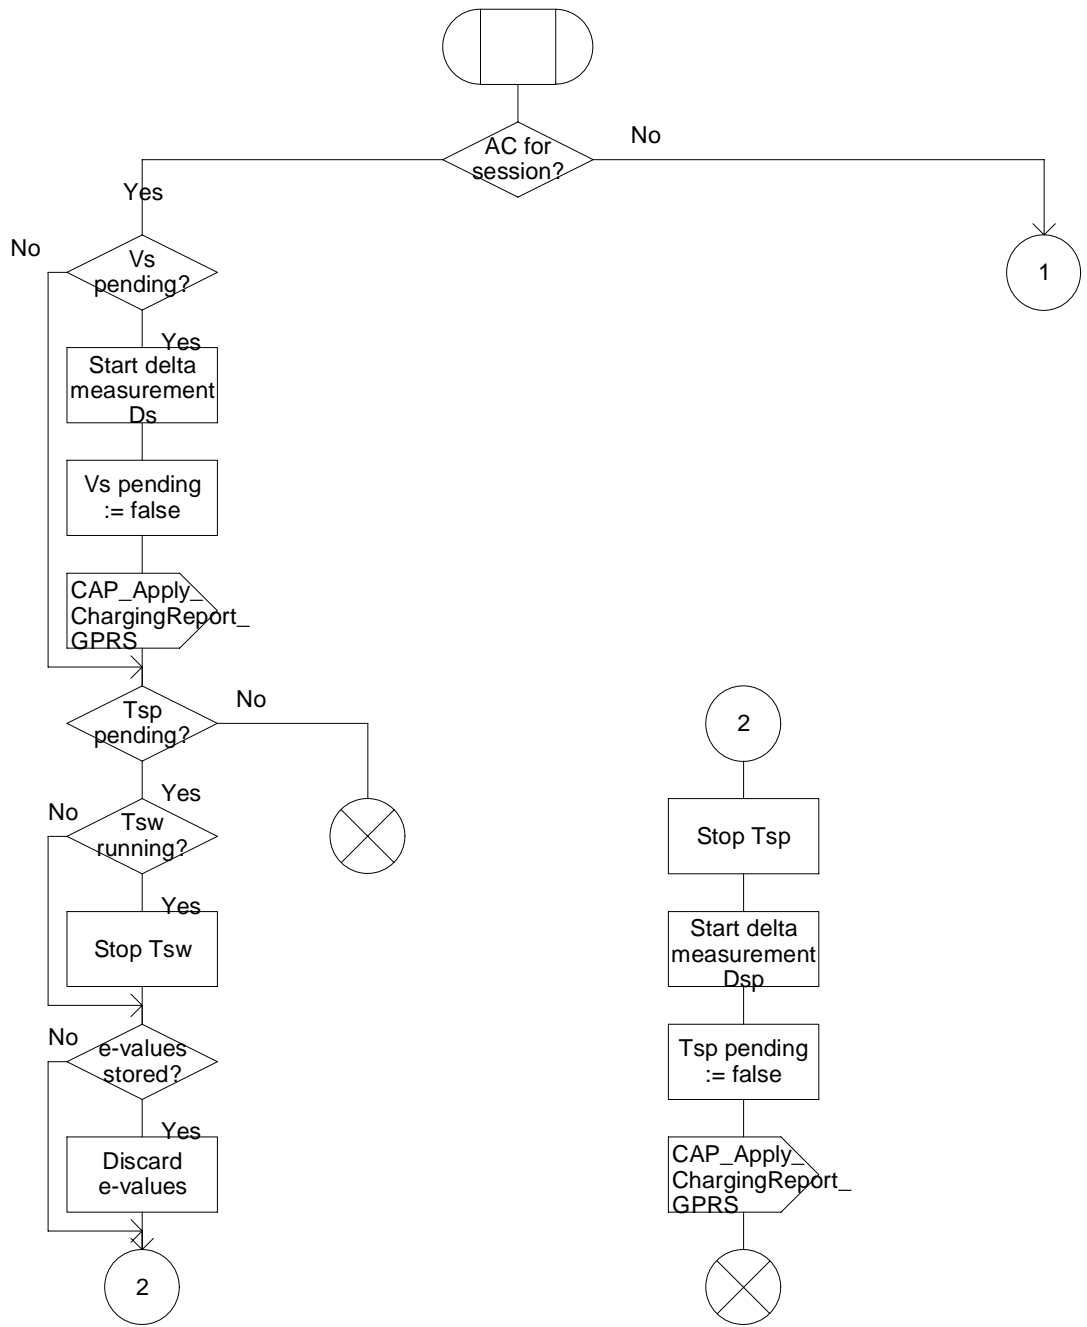 AC for
session?
No
Yes
No
Vs
pending?
1
Yes
Start delta
measurement
Ds
Vs pending
:= false
CAP_Apply_
ChargingReport_
GPRS
Tsp
pending?
No
Yes
No
Tsw
running?
Yes
Stop Tsw
No
e-values
stored?
Yes
Discard
e-values
2
2
Stop Tsp
Start delta
measurement
Dsp
Tsp pending
:= false
CAP_Apply_
ChargingReport_
GPRS